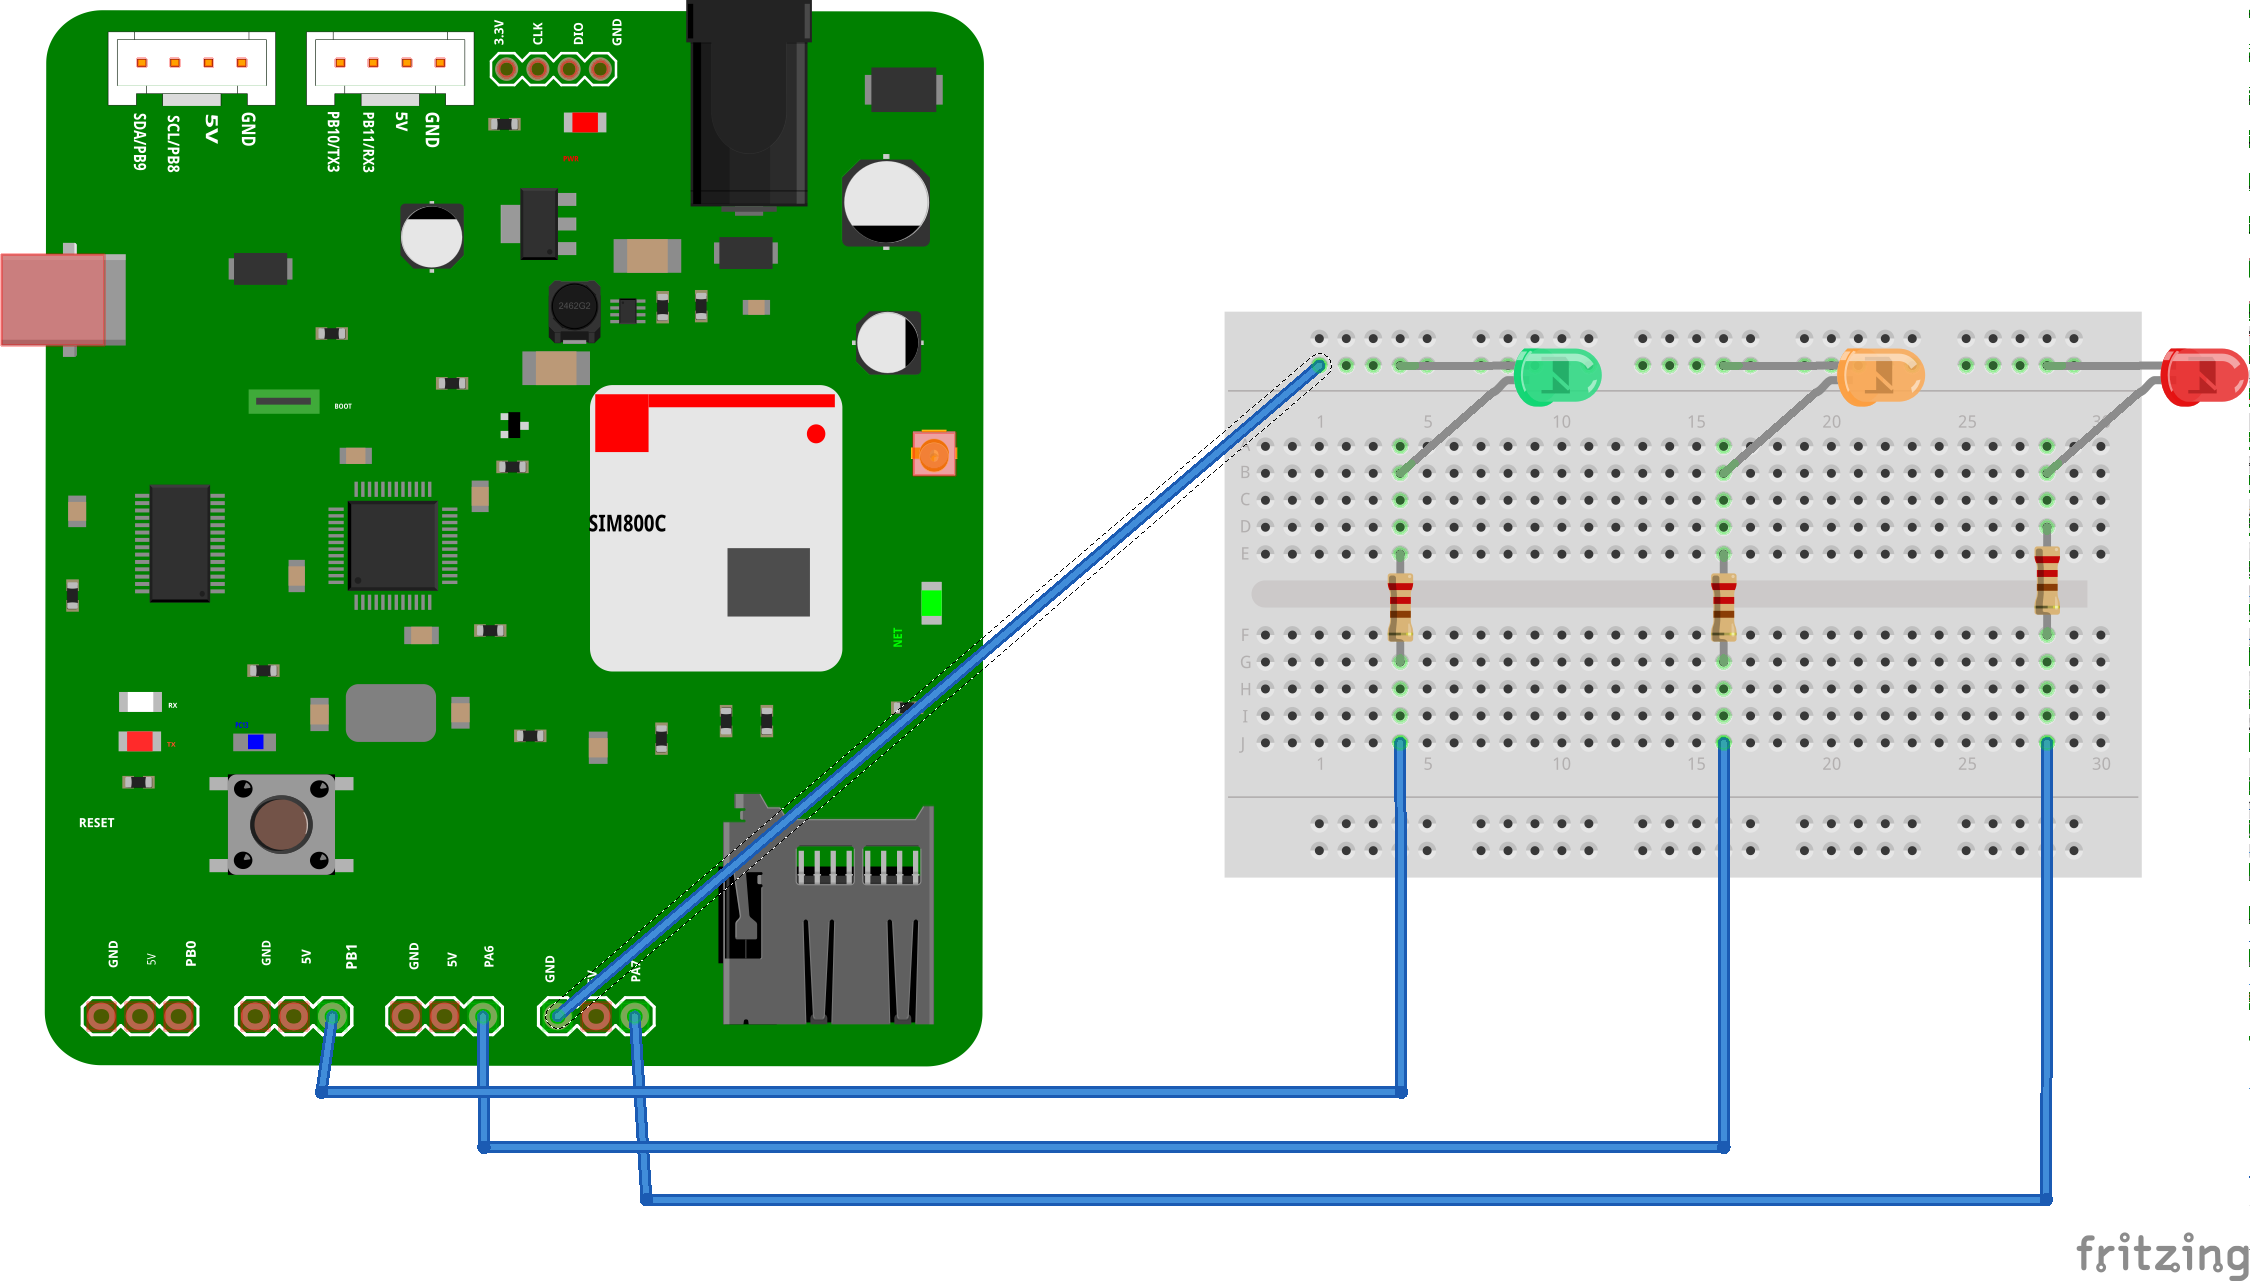 3.3V CLK DIO GND
SDA/PB9 SCL/PB8 5V GND
PB10/TX3 PB11/RX3 5V GND
2462G2
BOOT
SIM800C
NET
RX
TX
RESET
GND 5V PB0
GND 5V PB1
GND 5V PA6
GND PA7
1 5 10 15 20 25 30
A
B
C
D
E
F
G
H
I
J
1 5 10 15 20 25 30
fritzing